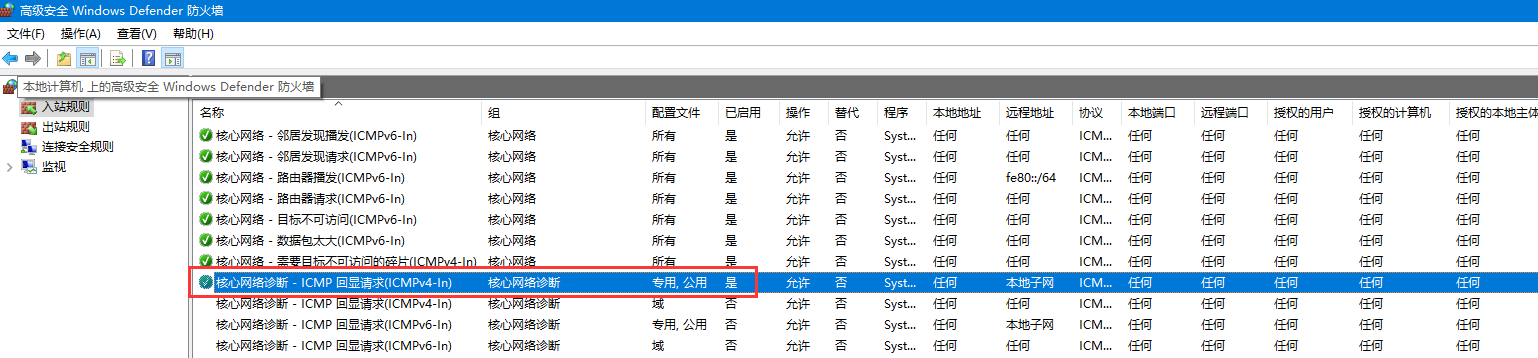 高级安全 Windows Defender 防火墙
文件(F) 操作(A) 查看(V) 帮助(H)
本地计算机 上的高级安全 Windows Defender 防火墙
入站规则
出站规则
连接安全规则
监视
名称 组 配置文件 已启用 操作 替代 程序 本地地址 远程地址 协议 本地端口 远程端口 授权的用户 授权的计算机 授权的本地主体
核心网络 - 邻居发现播发(ICMPv6-In) 核心网络 所有 是 允许 否 Syst... 任何 任何 ICM... 任何 任何 任何 任何 任何
核心网络 - 邻居发现请求(ICMPv6-In) 核心网络 所有 是 允许 否 Syst... 任何 任何 ICM... 任何 任何 任何 任何 任何
核心网络 - 路由器播发(ICMPv6-In) 核心网络 所有 是 允许 否 Syst... 任何 fe80::/64 ICM... 任何 任何 任何 任何 任何
核心网络 - 路由器请求(ICMPv6-In) 核心网络 所有 是 允许 否 Syst... 任何 任何 ICM... 任何 任何 任何 任何 任何
核心网络 - 目标不可访问(ICMPv6-In) 核心网络 所有 是 允许 否 Syst... 任何 任何 ICM... 任何 任何 任何 任何 任何
核心网络 - 数据包太大(ICMPv6-In) 核心网络 所有 是 允许 否 Syst... 任何 任何 ICM... 任何 任何 任何 任何 任何
核心网络 - 需要目标不可访问的碎片(ICMPv4-In) 核心网络 所有 是 允许 否 Syst... 任何 任何 ICM... 任何 任何 任何 任何 任何
核心网络诊断 - ICMP 回显请求(ICMPv4-In) 核心网络诊断 专用, 公用 是 允许 否 Syst... 任何 本地子网 ICM... 任何 任何 任何 任何 任何
核心网络诊断 - ICMP 回显请求(ICMPv4-In) 核心网络诊断 域 否 允许 否 Syst... 任何 任何 ICM... 任何 任何 任何 任何 任何
核心网络诊断 - ICMP 回显请求(ICMPv6-In) 核心网络诊断 专用, 公用 否 允许 否 Syst... 任何 本地子网 ICM... 任何 任何 任何 任何 任何
核心网络诊断 - ICMP 回显请求(ICMPv6-In) 核心网络诊断 域 否 允许 否 Syst... 任何 任何 ICM... 任何 任何 任何 任何 任何